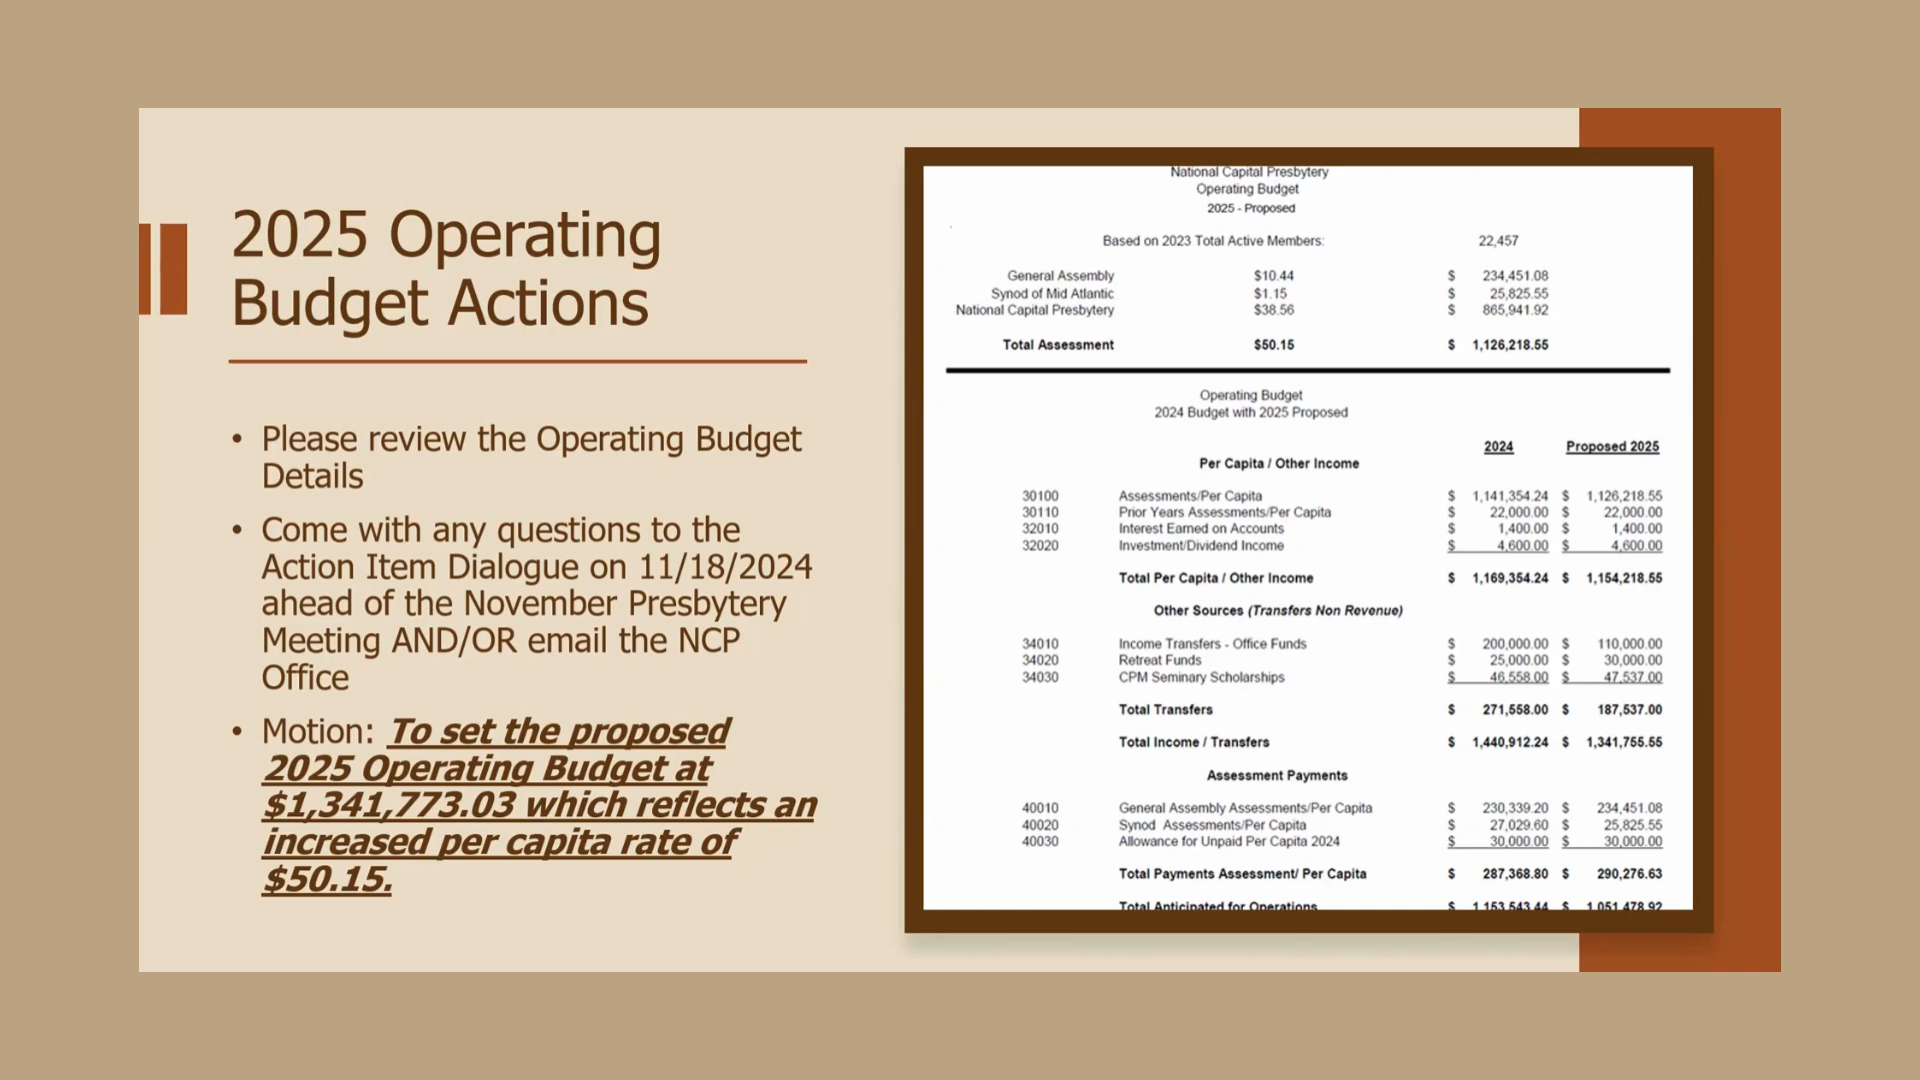 2025 Operating
Budget Actions
• Please review the Operating Budget
Details
• Come with any questions to the
Action Item Dialogue on 11/18/2024
ahead of the November Presbytery
Meeting AND/OR email the NCP
Office
• Motion: To set the proposed
2025 Operating Budget at
$1,341,773.03 which reflects an
increased per capita rate of
$50.15.
National Capital Presbytery
Operating Budget
2025 - Proposed
Based on 2023 Total Active Members: 22,457
General Assembly $10.44 $ 234,451.08
Synod of Mid Atlantic $1.15 $ 25,825.55
National Capital Presbytery $38.56 $ 865,941.92
Total Assessment $50.15 $ 1,126,218.55
Operating Budget
2024 Budget with 2025 Proposed
2024 Proposed 2025
Per Capita / Other Income
30100 Assessments/Per Capita $ 1,141,354.24 $ 1,126,218.55
30110 Prior Years Assessments/Per Capita $ 22,000.00 $ 22,000.00
32010 Interest Earned on Accounts $ 1,400.00 $ 1,400.00
32020 Investment/Dividend Income $ 4,600.00 $ 4,600.00
Total Per Capita / Other Income $ 1,169,354.24 $ 1,154,218.55
Other Sources (Transfers Non Revenue)
34010 Income Transfers - Office Funds $ 200,000.00 $ 110,000.00
34020 Retreat Funds $ 25,000.00 $ 30,000.00
34030 CPM Seminary Scholarships $ 46,558.00 $ 47,537.00
Total Transfers $ 271,558.00 $ 187,537.00
Total Income / Transfers $ 1,440,912.24 $ 1,341,755.55
Assessment Payments
40010 General Assembly Assessments/Per Capita $ 230,339.20 $ 234,451.08
40020 Synod Assessments/Per Capita $ 27,029.60 $ 25,825.55
40030 Allowance for Unpaid Per Capita 2024 $ 30,000.00 $ 30,000.00
Total Payments Assessment/ Per Capita $ 287,368.80 $ 290,276.63
Total Anticipated for Operations $ 1,153,543.44 $ 1,051,478.92